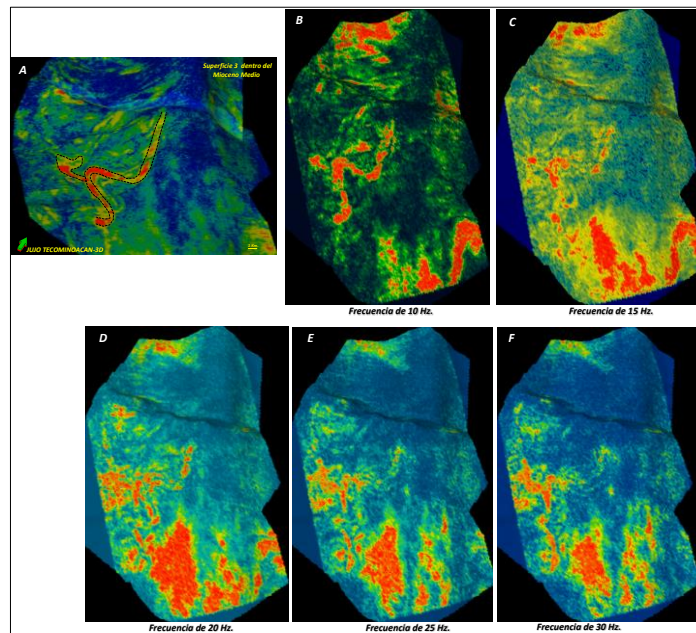 A
Superficie 3 dentro del
Mioceno Medio
JUJO TECOMINOACAN-3D
B
Frecuencia de 10 Hz.
C
Frecuencia de 15 Hz.
D
Frecuencia de 20 Hz.
E
Frecuencia de 25 Hz.
F
Frecuencia de 30 Hz.